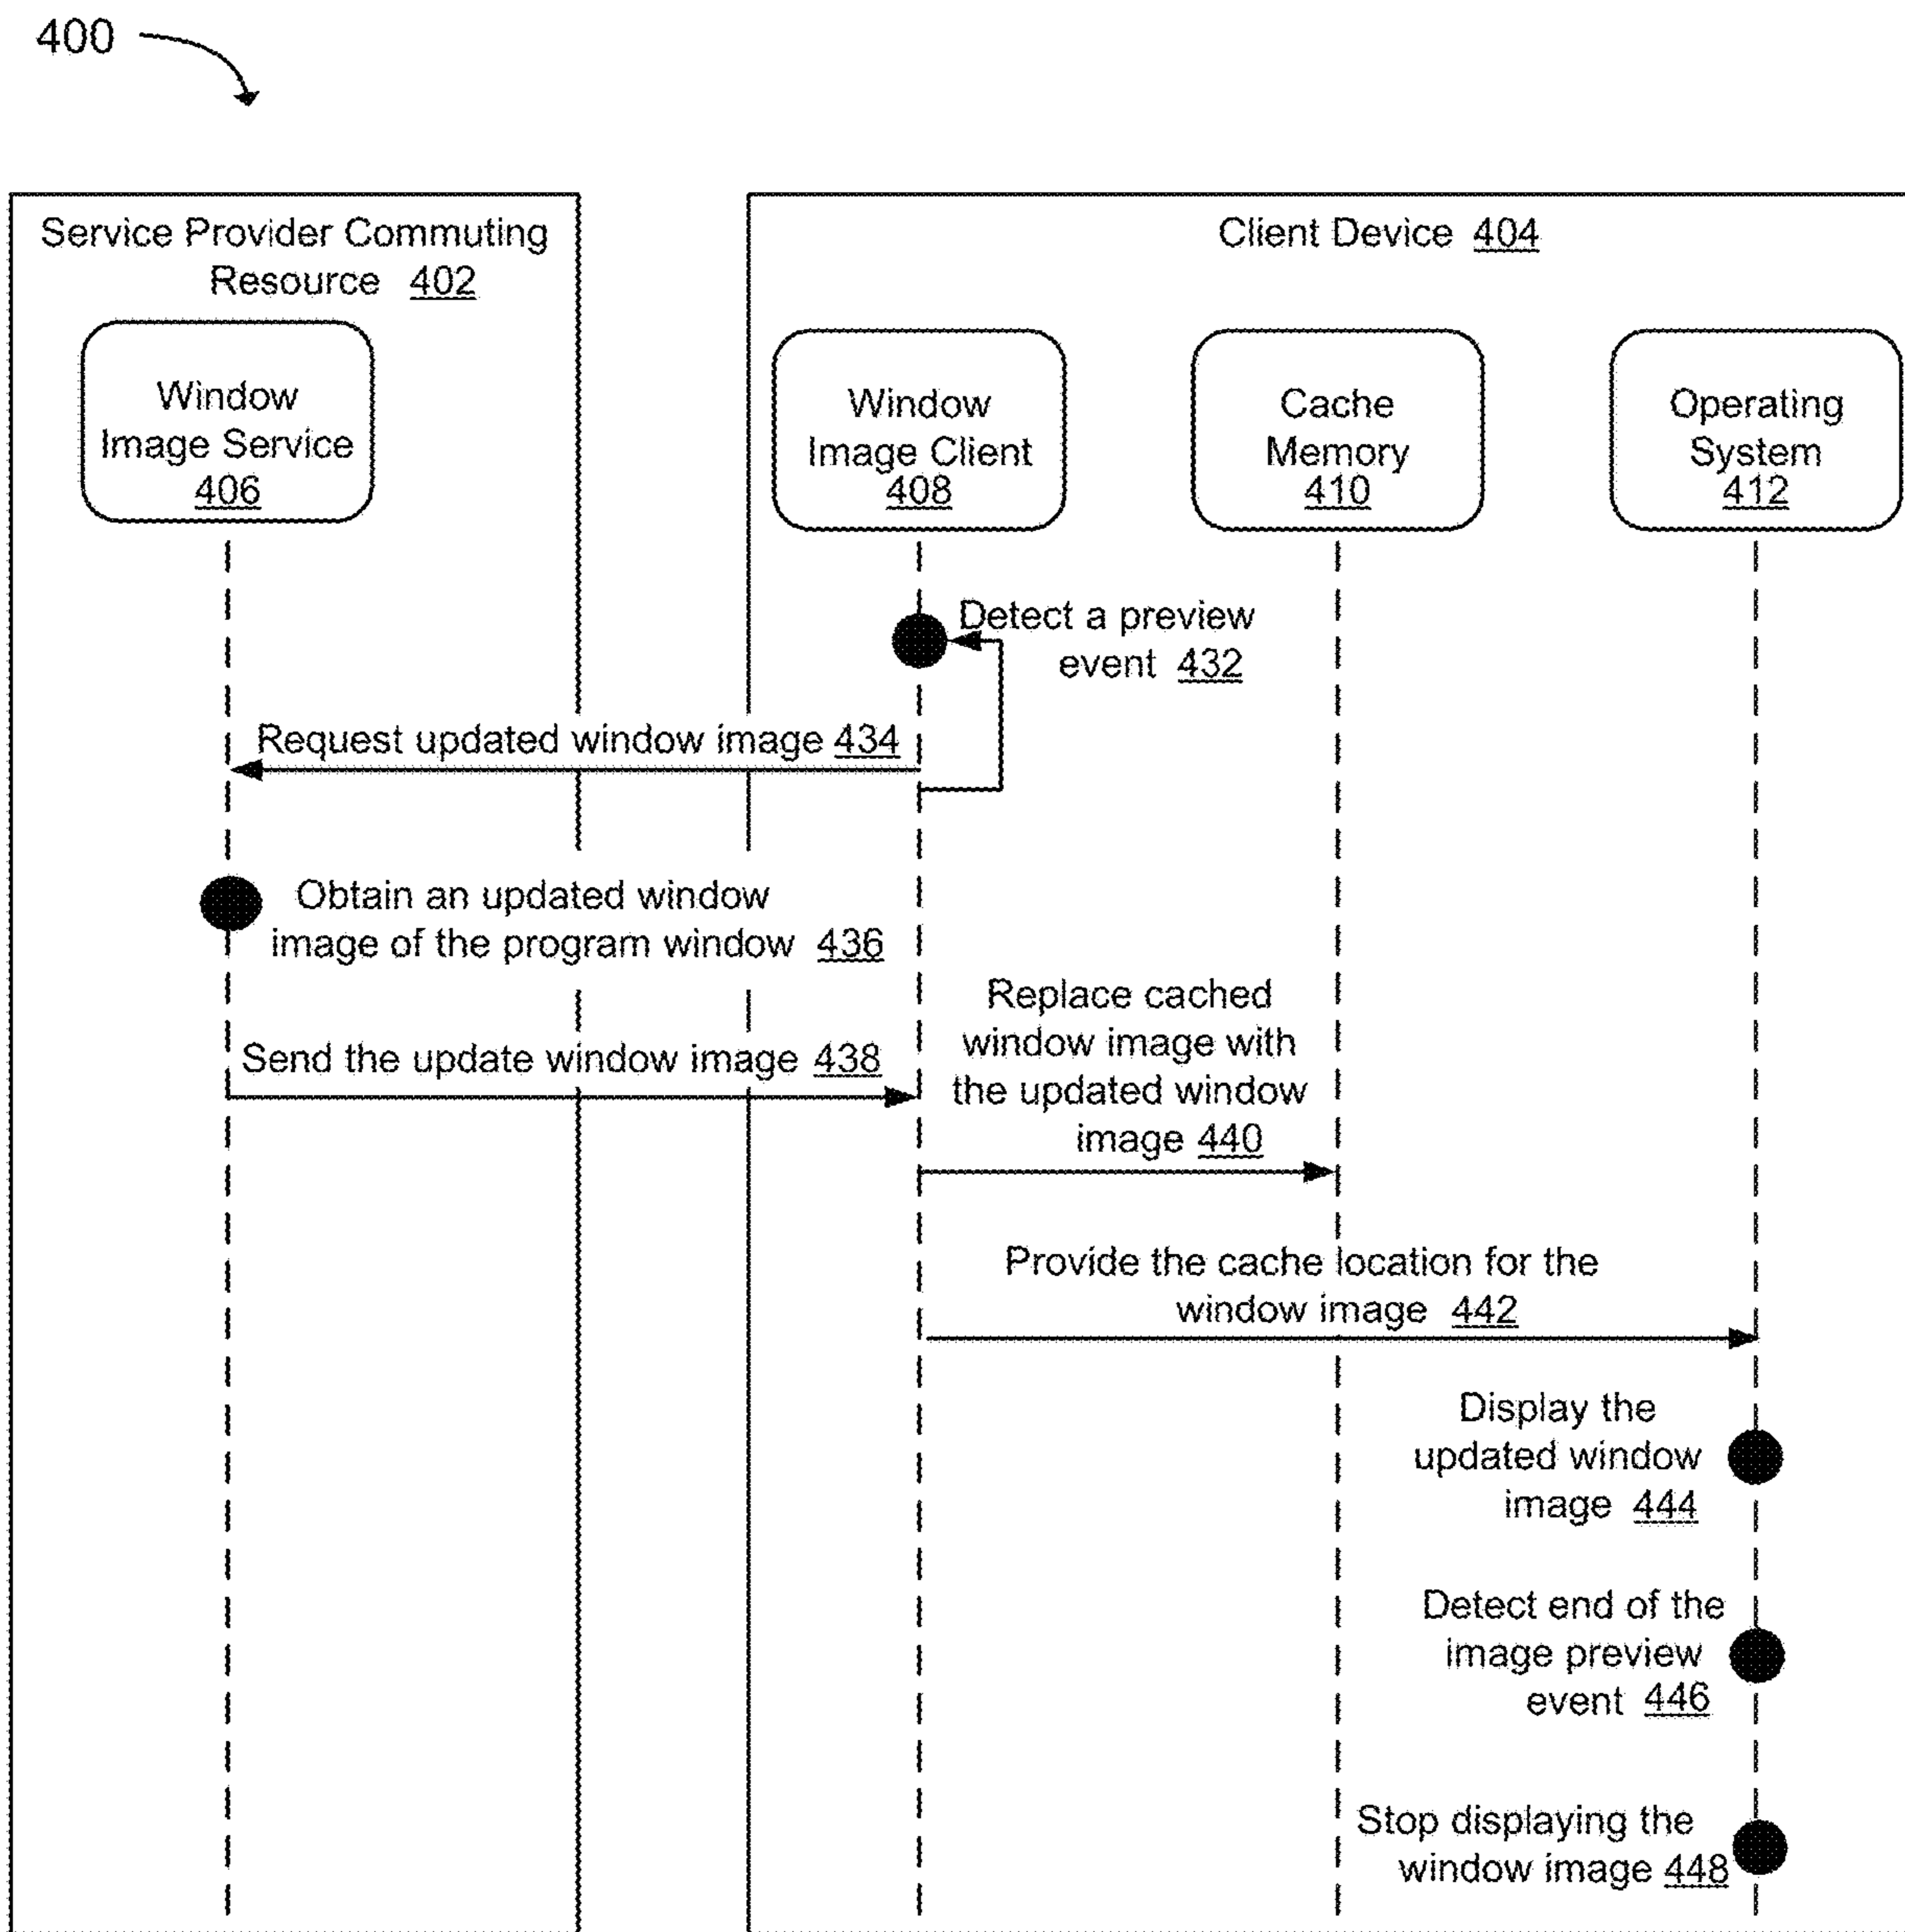 400
Service Provider Commuting
Resource 402
Client Device 404
Window
Image Service
406
Window
Image Client
408
Cache
Memory
410
Operating
System
412
Detect a preview
event 432
Request updated window image 434
Obtain an updated window
image of the program window 436
Send the update window image 438
Replace cached
window image with
the updated window
image 440
Provide the cache location for the
window image 442
Display the
updated window
image 444
Detect end of the
image preview
event 446
Stop displaying the
window image 448